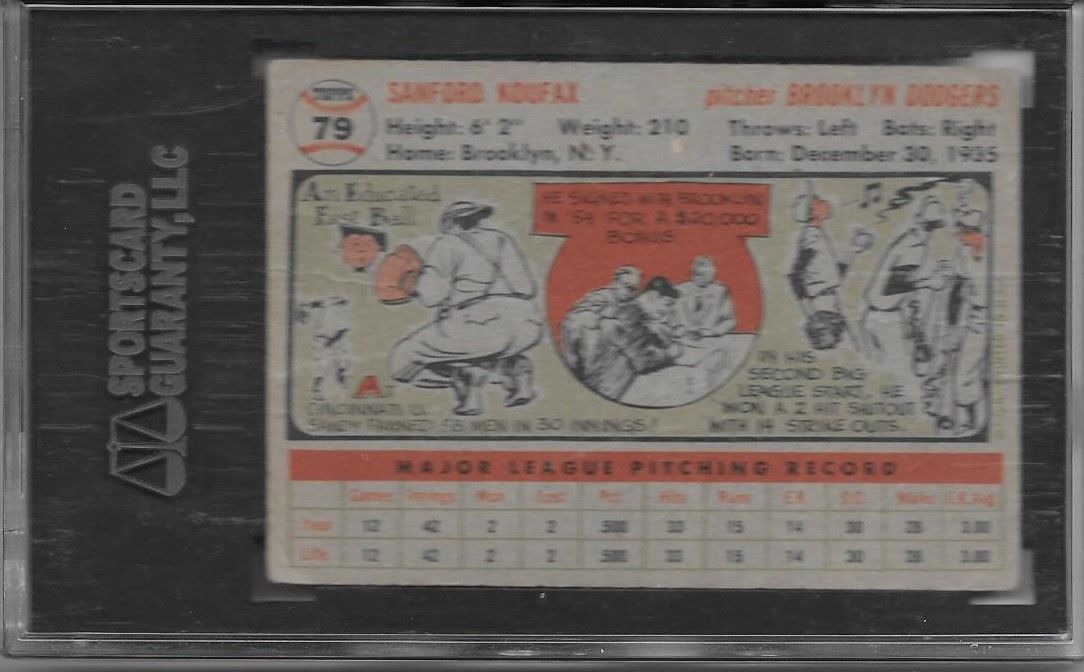 SPORTSCARD
GUARANTY, LLC
TOPPS
79
SANFORD KOUFAX
pitcher BROOKLYN DODGERS
Height: 6' 2" Weight: 210 Throws: Left Bats: Right
Home: Brooklyn, N. Y. Born: December 30, 1935
An Educated
Fast Ball
AT
CINCINNATI U.
SANDY FANNED 58 MEN IN 30 INNINGS!
HE SIGNED WITH BROOKLYN
IN '54 FOR A $20,000
BONUS.
IN HIS
SECOND BIG
LEAGUE START, HE
WON A 2 HIT SHUTOUT
WITH 14 STRIKE OUTS.
MAJOR LEAGUE PITCHING RECORD
Games Innings Won Lost Pct. Hits Runs E.R. S.O. Walks E.R.Avg.
Year 12 42 2 2 .500 33 15 14 30 28 3.00
Life 12 42 2 2 .500 33 15 14 30 28 3.00